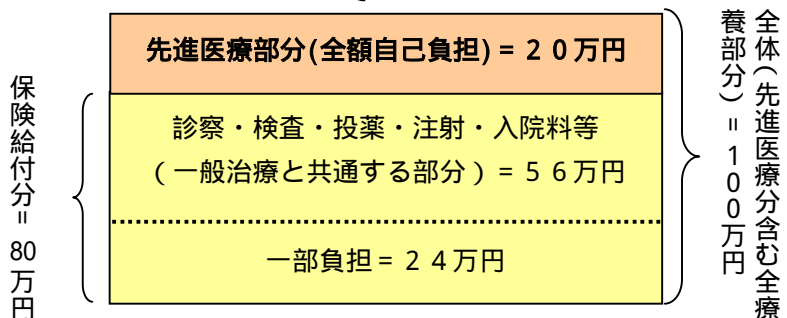 先進医療部分(全額自己負担) = 20万円
診察・検査・投薬・注射・入院料等
(一般治療と共通する部分) = 56万円
一部負担 = 24万円
保険給付分 = 80万円
全体(先進医療分含む全療
養部分) = 100万円